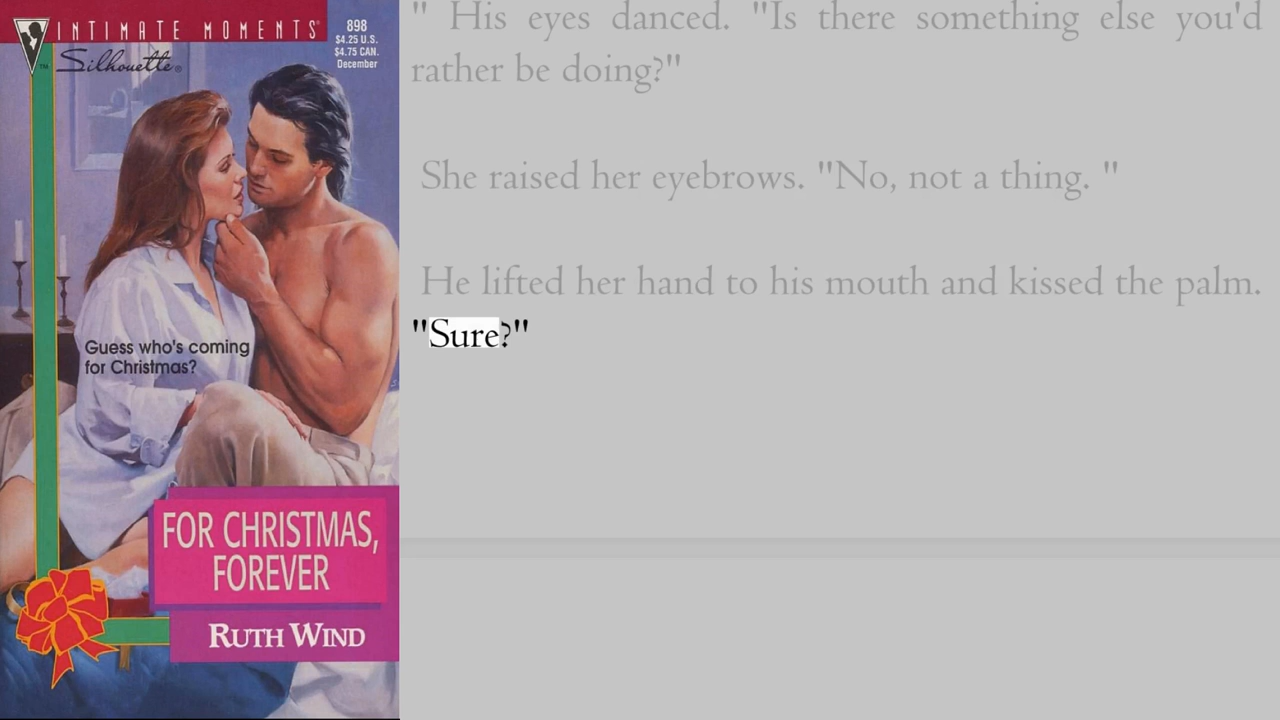 INTIMATE MOMENTS®
Silhouette®
TM
898
$4.25 U.S.
$4.75 CAN.
December
Guess who's coming
for Christmas?
FOR CHRISTMAS,
FOREVER
RUTH WIND
" His eyes danced. "Is there something else you'd
rather be doing?"
She raised her eyebrows. "No, not a thing. "
He lifted her hand to his mouth and kissed the palm.
"Sure?"